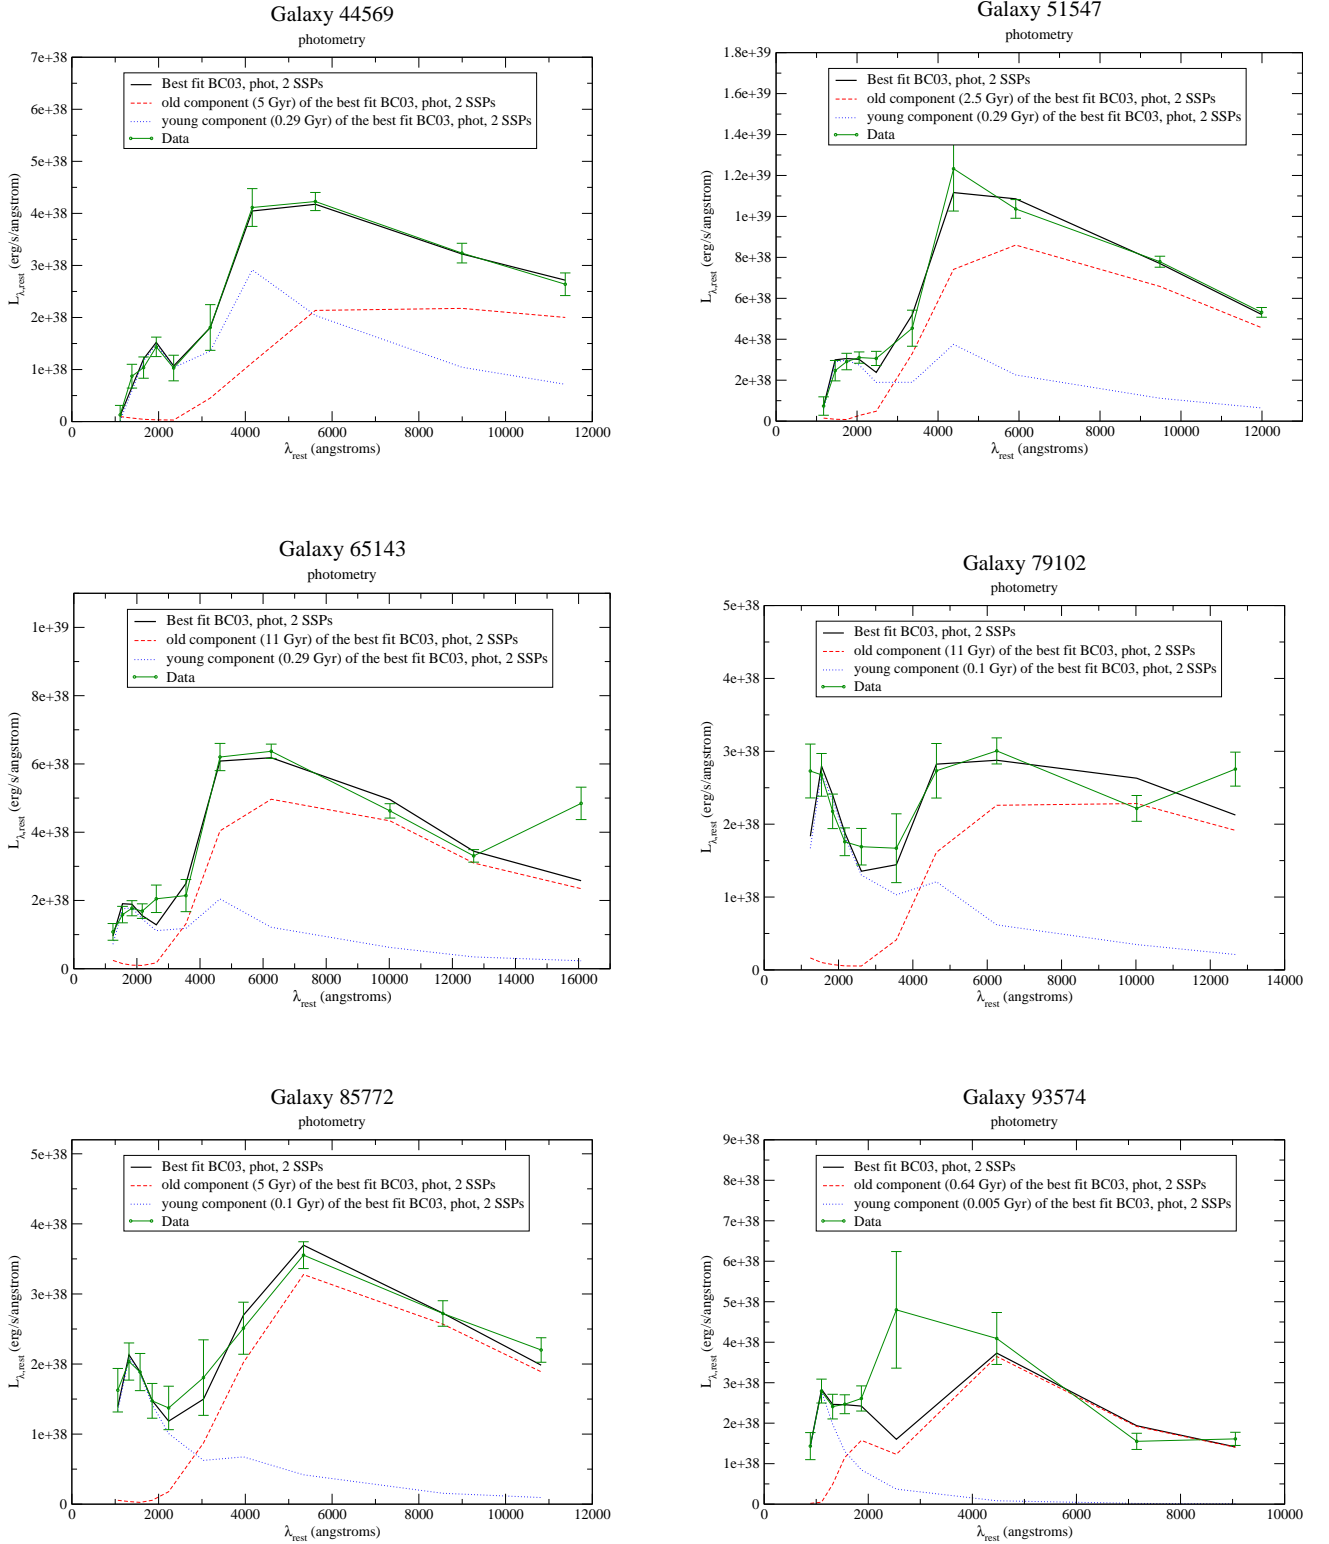 Galaxy 44569
photometry
7e+38
6e+38
5e+38
4e+38
3e+38
2e+38
1e+38
0
L λ,rest (erg/s/angstrom)
Best fit BC03, phot, 2 SSPs
old component (5 Gyr) of the best fit BC03, phot, 2 SSPs
young component (0.29 Gyr) of the best fit BC03, phot, 2 SSPs
Data
0 2000 4000 6000 8000 10000 12000
λ rest (angstroms)
Galaxy 51547
photometry
1.8e+39
1.6e+39
1.4e+39
1.2e+39
1e+39
8e+38
6e+38
4e+38
2e+38
0
L λ,rest (erg/s/angstrom)
Best fit BC03, phot, 2 SSPs
old component (2.5 Gyr) of the best fit BC03, phot, 2 SSPs
young component (0.29 Gyr) of the best fit BC03, phot, 2 SSPs
Data
0 2000 4000 6000 8000 10000 12000
λ rest (angstroms)
Galaxy 65143
photometry
1e+39
8e+38
6e+38
4e+38
2e+38
0
L λ,rest (erg/s/angstrom)
Best fit BC03, phot, 2 SSPs
old component (11 Gyr) of the best fit BC03, phot, 2 SSPs
young component (0.29 Gyr) of the best fit BC03, phot, 2 SSPs
Data
0 2000 4000 6000 8000 10000 12000 14000 16000
λ rest (angstroms)
Galaxy 79102
photometry
5e+38
4e+38
3e+38
2e+38
1e+38
0
L λ,rest (erg/s/angstrom)
Best fit BC03, phot, 2 SSPs
old component (11 Gyr) of the best fit BC03, phot, 2 SSPs
young component (0.1 Gyr) of the best fit BC03, phot, 2 SSPs
Data
0 2000 4000 6000 8000 10000 12000 14000
λ rest (angstroms)
Galaxy 85772
photometry
5e+38
4e+38
3e+38
2e+38
1e+38
0
L λ,rest (erg/s/angstrom)
Best fit BC03, phot, 2 SSPs
old component (5 Gyr) of the best fit BC03, phot, 2 SSPs
young component (0.1 Gyr) of the best fit BC03, phot, 2 SSPs
Data
0 2000 4000 6000 8000 10000 12000
λ rest (angstroms)
Galaxy 93574
photometry
9e+38
8e+38
7e+38
6e+38
5e+38
4e+38
3e+38
2e+38
1e+38
0
L λ,rest (erg/s/angstrom)
Best fit BC03, phot, 2 SSPs
old component (0.64 Gyr) of the best fit BC03, phot, 2 SSPs
young component (0.005 Gyr) of the best fit BC03, phot, 2 SSPs
Data
0 2000 4000 6000 8000 10000
λ rest (angstroms)